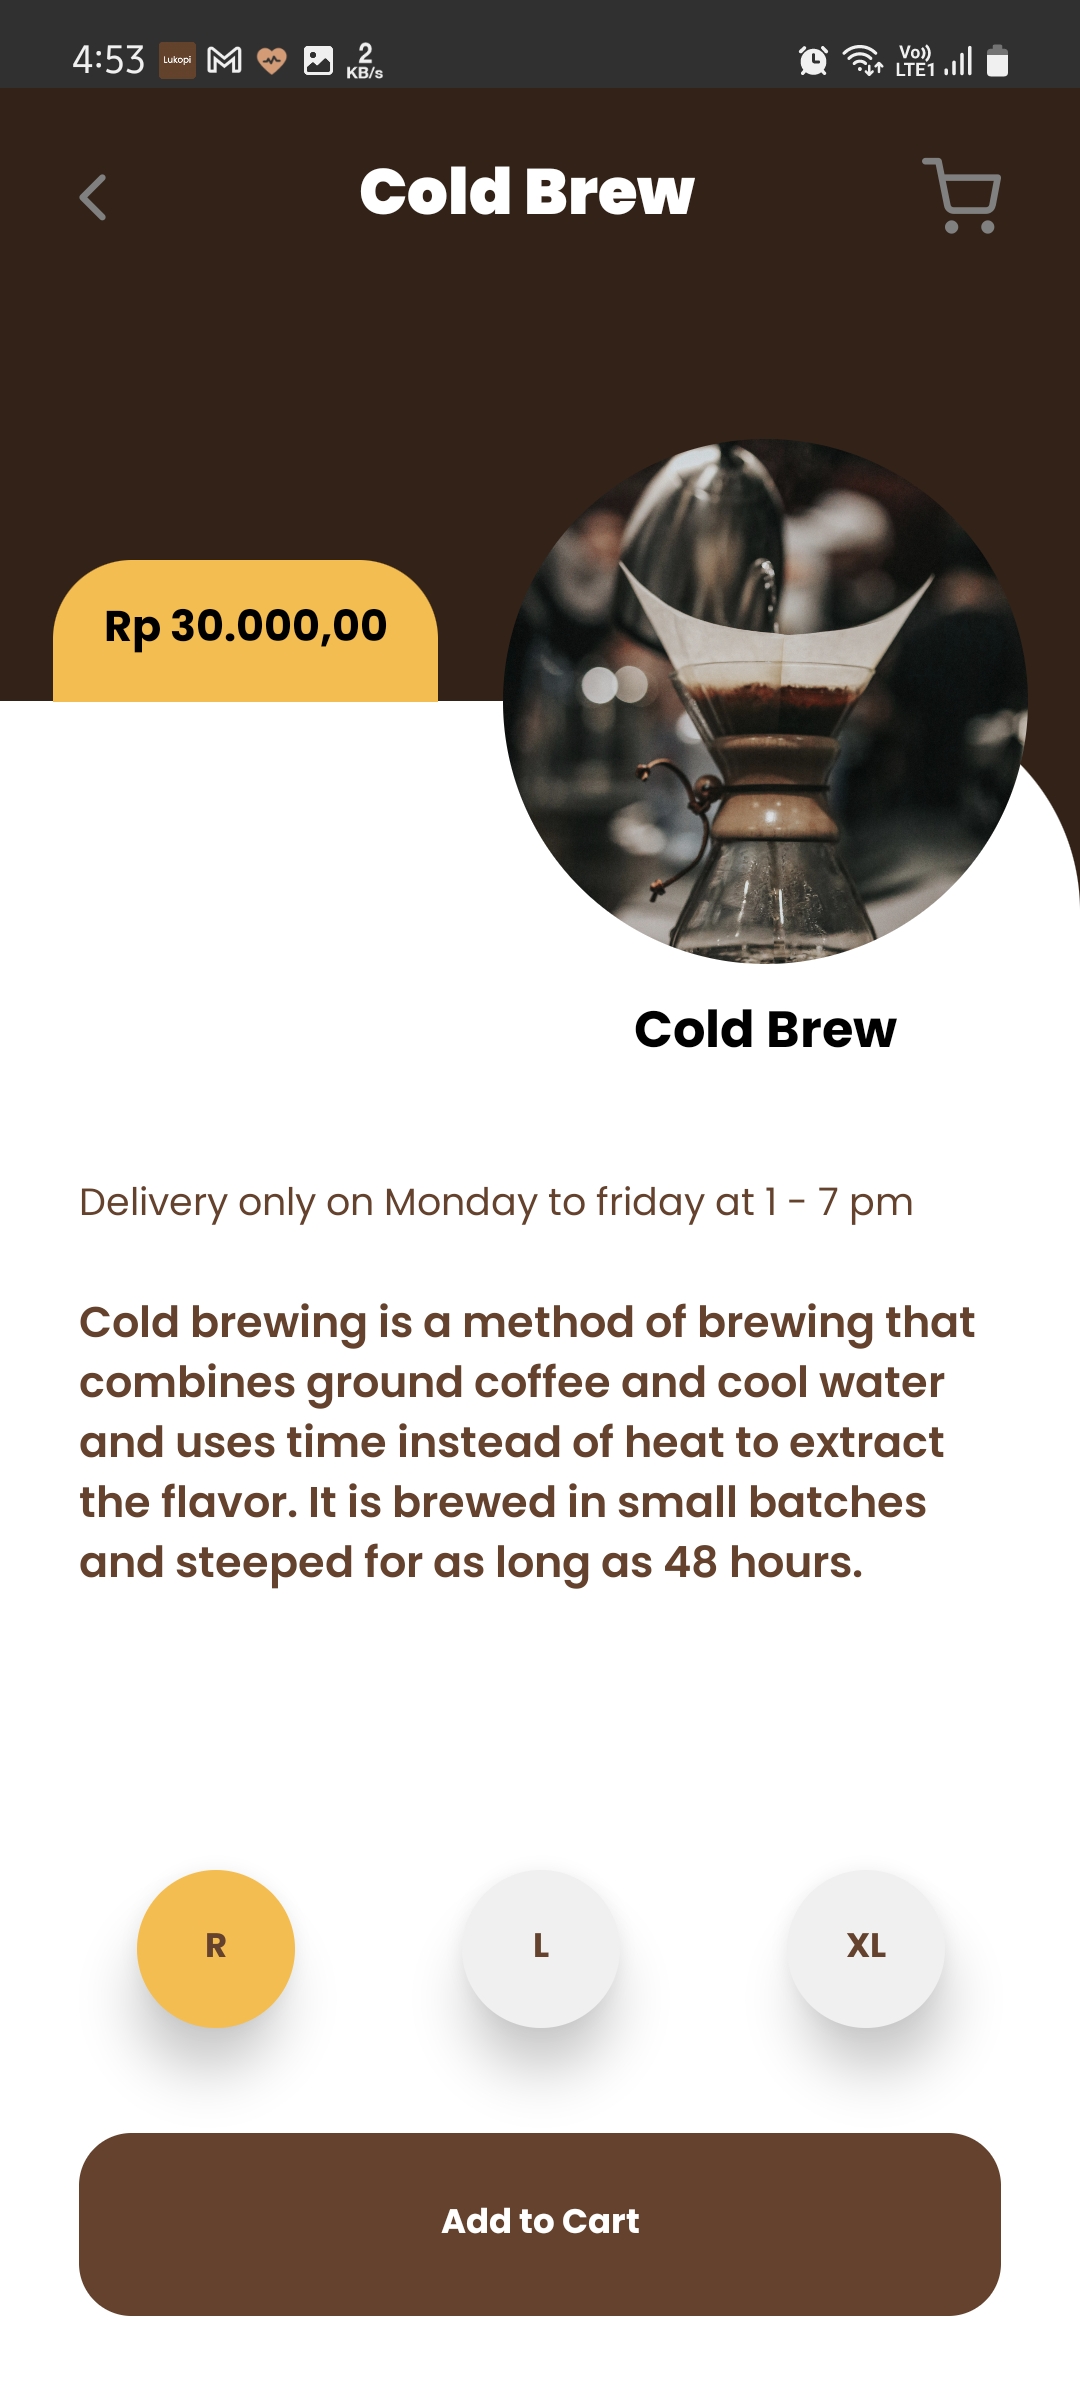 4:53
Lukopi
2
KB/s
Vo))
LTE1
Cold Brew
Rp 30.000,00
Cold Brew
Delivery only on Monday to friday at 1 - 7 pm
Cold brewing is a method of brewing that
combines ground coffee and cool water
and uses time instead of heat to extract
the flavor. It is brewed in small batches
and steeped for as long as 48 hours.
R
L
XL
Add to Cart